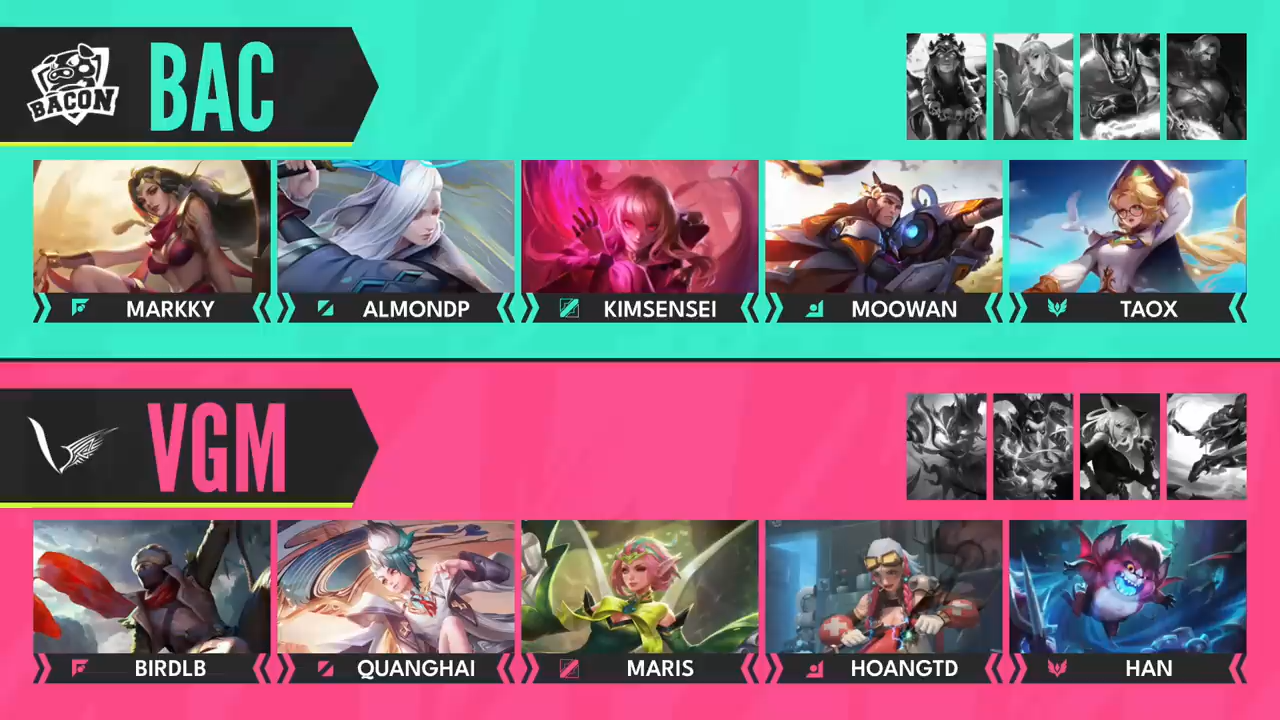 BACON
BAC
MARKKY
ALMONDP
KIMSENSEI
MOOWAN
TAOX
VGM
BIRDLB
QUANGHAI
MARIS
HOANGTD
HAN